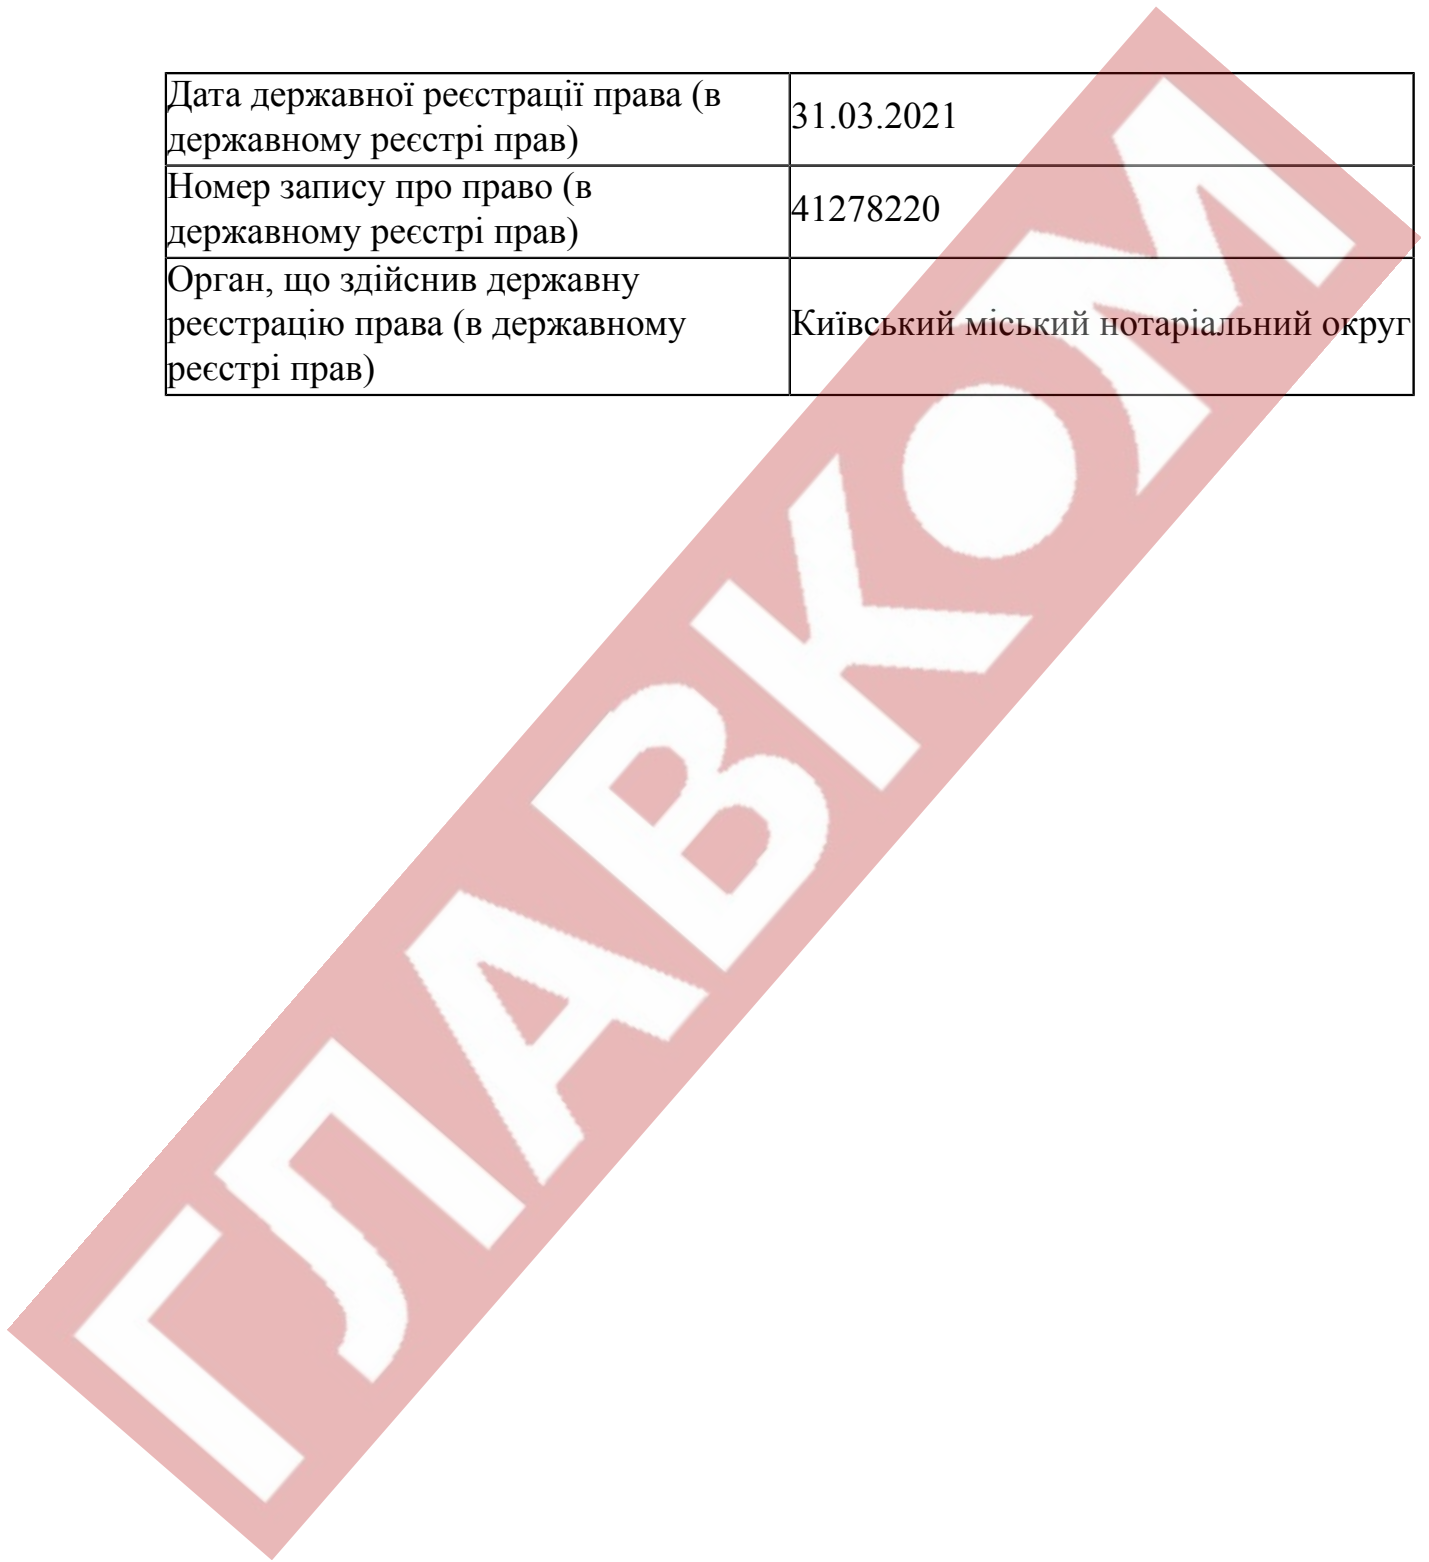 Дата державної реєстрації права (в
державному реєстрі прав)
31.03.2021
Номер запису про право (в
державному реєстрі прав)
41278220
Орган, що здійснив державну
реєстрацію права (в державному
реєстрі прав)
Київський міський нотаріальний округ
ГЛАВКОМ